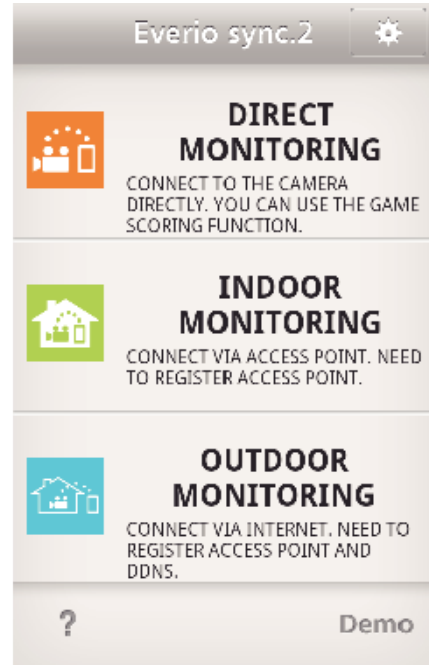 Everio sync.2
DIRECT
MONITORING
CONNECT TO THE CAMERA
DIRECTLY. YOU CAN USE THE GAME
SCORING FUNCTION.
INDOOR
MONITORING
CONNECT VIA ACCESS POINT. NEED
TO REGISTER ACCESS POINT.
OUTDOOR
MONITORING
CONNECT VIA INTERNET. NEED TO
REGISTER ACCESS POINT AND
DDNS.
? Demo